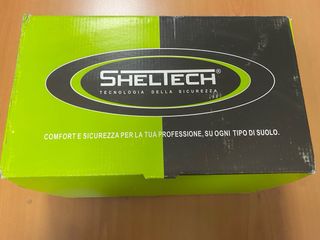 SHELTECH®
TECNOLOGIA DELLA SICUREZZA
COMFORT E SICUREZZA PER LA TUA PROFESSIONE, SU OGNI TIPO DI SUOLO.